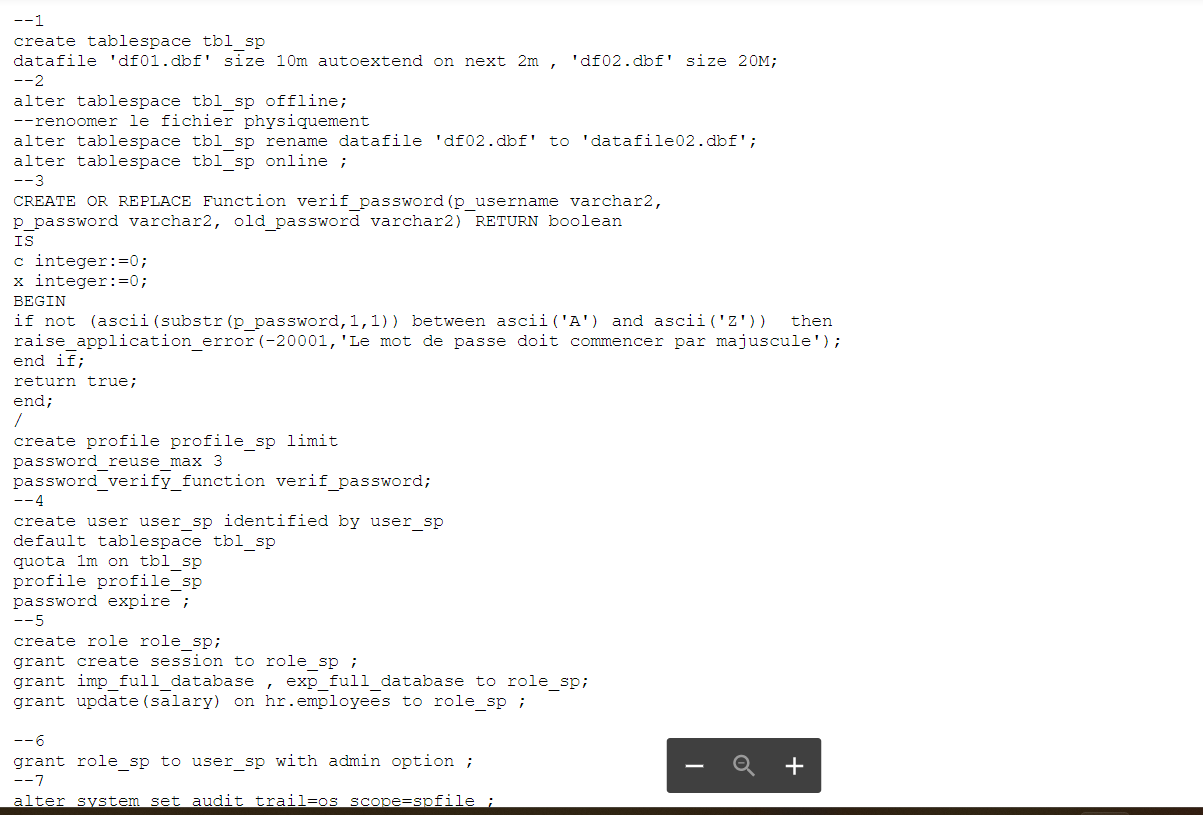 --1
create tablespace tbl_sp
datafile 'df01.dbf' size 10m autoextend on next 2m , 'df02.dbf' size 20M;
--2
alter tablespace tbl_sp offline;
--renoomer le fichier physiquement
alter tablespace tbl_sp rename datafile 'df02.dbf' to 'datafile02.dbf';
alter tablespace tbl_sp online ;
--3
CREATE OR REPLACE Function verif_password(p_username varchar2,
p_password varchar2, old_password varchar2) RETURN boolean
IS
c integer:=0;
x integer:=0;
BEGIN
if not (ascii(substr(p_password,1,1)) between ascii('A') and ascii('Z'))  then
raise_application_error(-20001,'Le mot de passe doit commencer par majuscule');
end if;
return true;
end;
/
create profile profile_sp limit
password_reuse_max 3
password_verify_function verif_password;
--4
create user user_sp identified by user_sp
default tablespace tbl_sp
quota 1m on tbl_sp
profile profile_sp
password expire ;
--5
create role role_sp;
grant create session to role_sp ;
grant imp_full_database , exp_full_database to role_sp;
grant update(salary) on hr.employees to role_sp ;
--6
grant role_sp to user_sp with admin option ;
--7
alter system set audit_trail=os scope=spfile ;